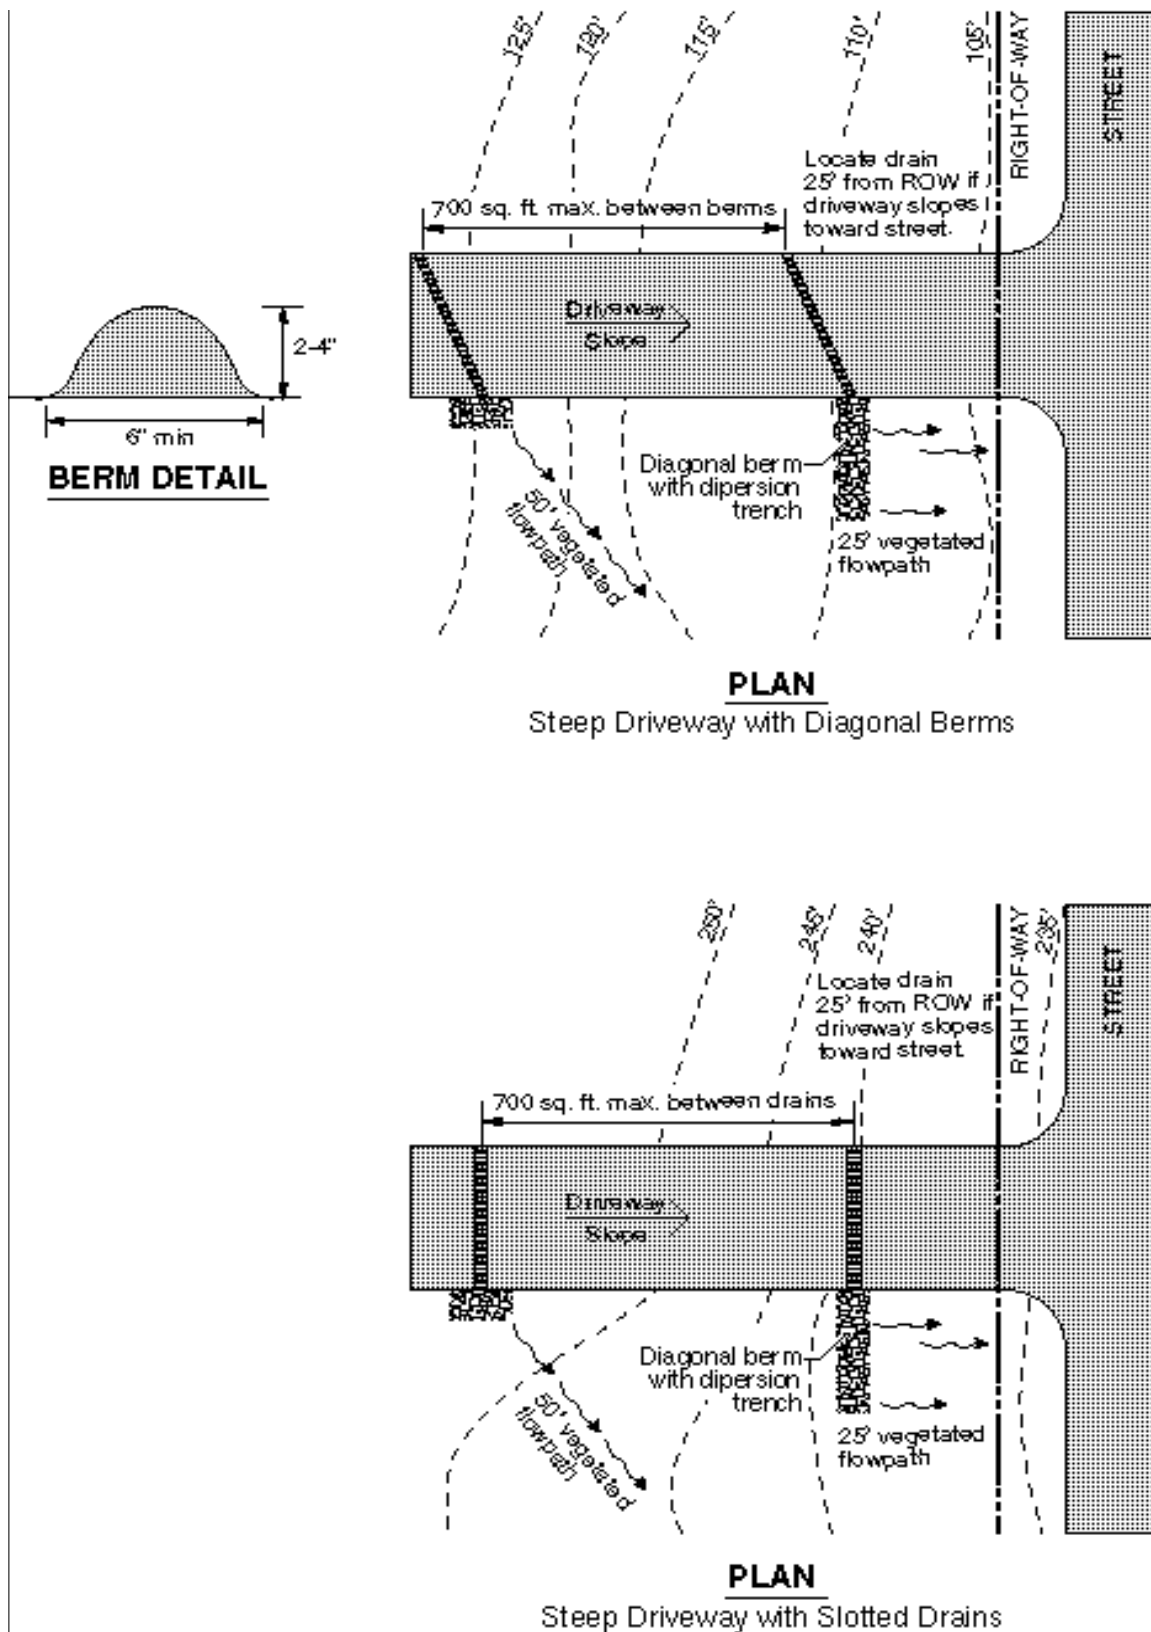 125'
120'
115'
110'
105'
RIGHT-OF-WAY
STREET
Locate drain
25' from ROW if
driveway slopes
toward street.
700 sq. ft. max. between berms
Driveway
Slope
2-4"
6" min
BERM DETAIL
Diagonal berm
with dipersion
trench
50' vegetated
flowpath
25' vegetated
flowpath
PLAN
Steep Driveway with Diagonal Berms
250'
245'
240'
235'
RIGHT-OF-WAY
STREET
Locate drain
25' from ROW if
driveway slopes
toward street.
700 sq. ft. max. between drains
Driveway
Slope
Diagonal berm
with dipersion
trench
50' vegetated
flowpath
25' vegetated
flowpath
PLAN
Steep Driveway with Slotted Drains